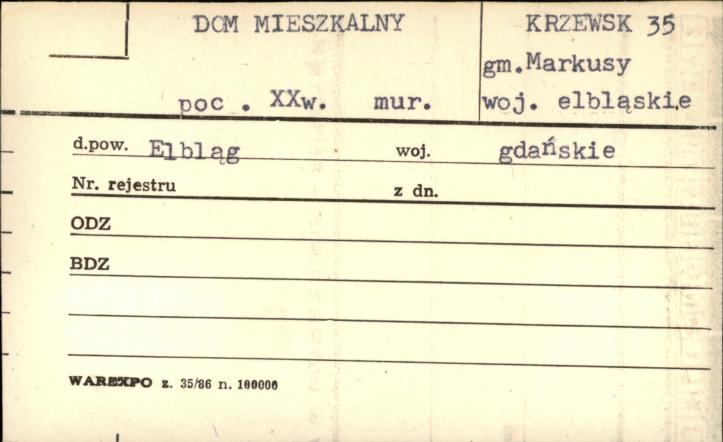 DOM MIESZKALNY
KRZEWSK 35
gm.Markusy
poc . XXw. mur.
woj. elbląskie
d.pow. Elbląg woj. gdańskie
Nr. rejestru z dn.
ODZ
BDZ
WAREXPO z. 35/86 n. 100000